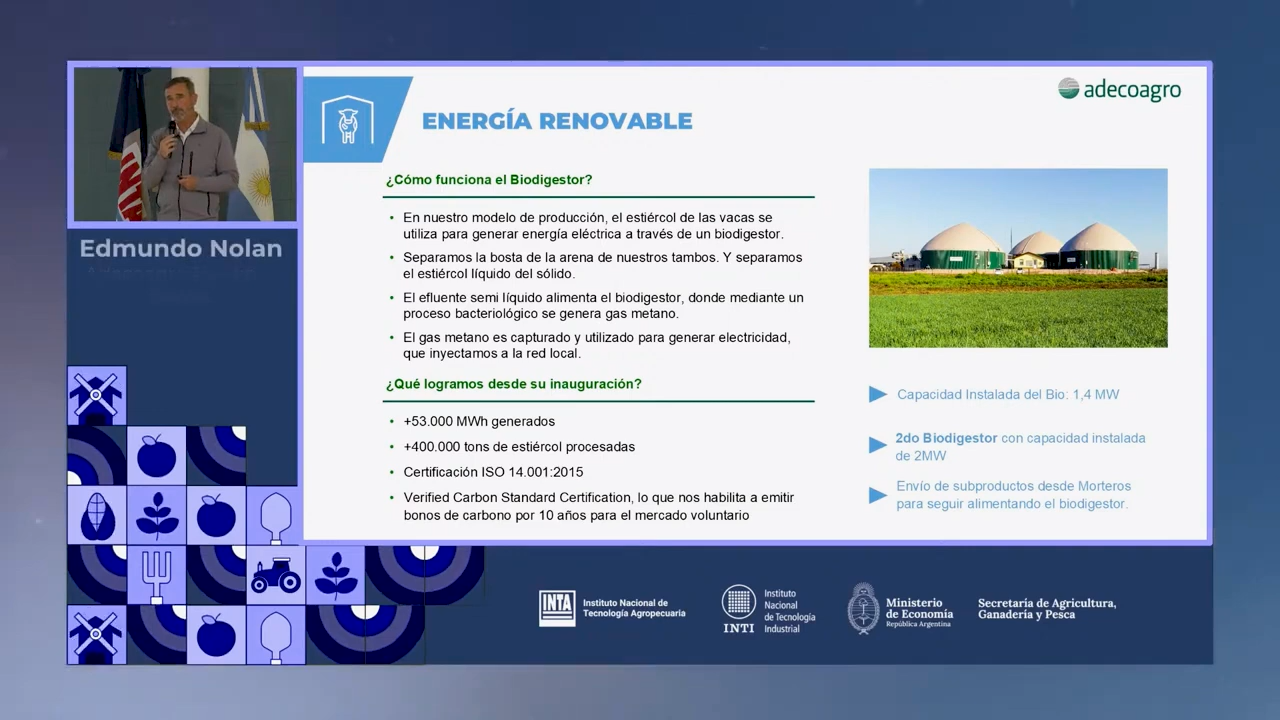 adecoagro
ENERGÍA RENOVABLE
¿Cómo funciona el Biodigestor?
• En nuestro modelo de producción, el estiércol de las vacas se
utiliza para generar energía eléctrica a través de un biodigestor.
• Separamos la bosta de la arena de nuestros tambos. Y separamos
el estiércol líquido del sólido.
• El efluente semi líquido alimenta el biodigestor, donde mediante un
proceso bacteriológico se genera gas metano.
• El gas metano es capturado y utilizado para generar electricidad,
que inyectamos a la red local.
¿Qué logramos desde su inauguración?
• +53.000 MWh generados
• +400.000 tons de estiércol procesadas
• Certificación ISO 14.001:2015
• Verified Carbon Standard Certification, lo que nos habilita a emitir
bonos de carbono por 10 años para el mercado voluntario
Capacidad Instalada del Bio: 1,4 MW
2do Biodigestor con capacidad instalada
de 2MW
Envío de subproductos desde Morteros
para seguir alimentando el biodigestor.
Edmundo Nolan
INTA
Instituto Nacional de
Tecnología Agropecuaria
INTI
Instituto
Nacional
de Tecnología
Industrial
Ministerio
de Economía
República Argentina
Secretaría de Agricultura,
Ganadería y Pesca